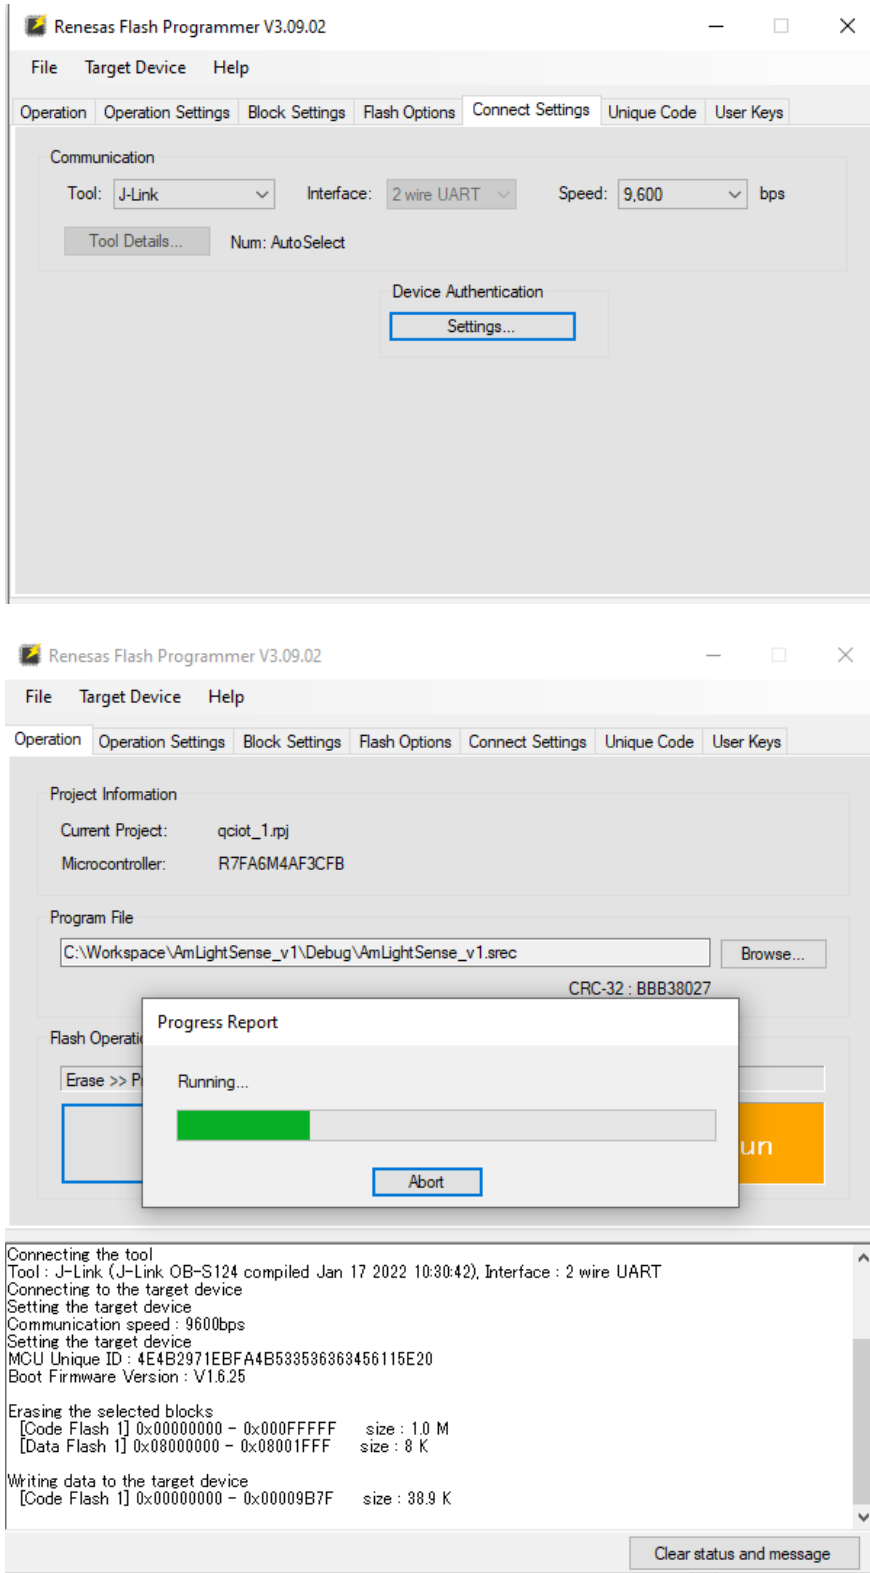 Renesas Flash Programmer V3.09.02
File Target Device Help
Operation Operation Settings Block Settings Flash Options Connect Settings Unique Code User Keys
Communication
Tool: J-Link Interface: 2 wire UART Speed: 9,600 bps
Tool Details... Num: AutoSelect
Device Authentication
Settings...
Renesas Flash Programmer V3.09.02
File Target Device Help
Operation Operation Settings Block Settings Flash Options Connect Settings Unique Code User Keys
Project Information
Current Project: qciot_1.rpj
Microcontroller: R7FA6M4AF3CFB
Program File
C:\Workspace\AmLightSense_v1\Debug\AmLightSense_v1.srec Browse...
CRC-32 : BBB38027
Progress Report
Flash Operati
Erase >> P
Running...
un
Abort
Connecting the tool
Tool : J-Link (J-Link OB-S124 compiled Jan 17 2022 10:30:42), Interface : 2 wire UART
Connecting to the target device
Setting the target device
Communication speed : 9600bps
Setting the target device
MCU Unique ID : 4E4B2971EBFA4B533536363456115E20
Boot Firmware Version : V1.6.25
Erasing the selected blocks
[Code Flash 1] 0x00000000 - 0x000FFFFF size : 1.0 M
[Data Flash 1] 0x08000000 - 0x08001FFF size : 8 K
Writing data to the target device
[Code Flash 1] 0x00000000 - 0x00009B7F size : 38.9 K
Clear status and message